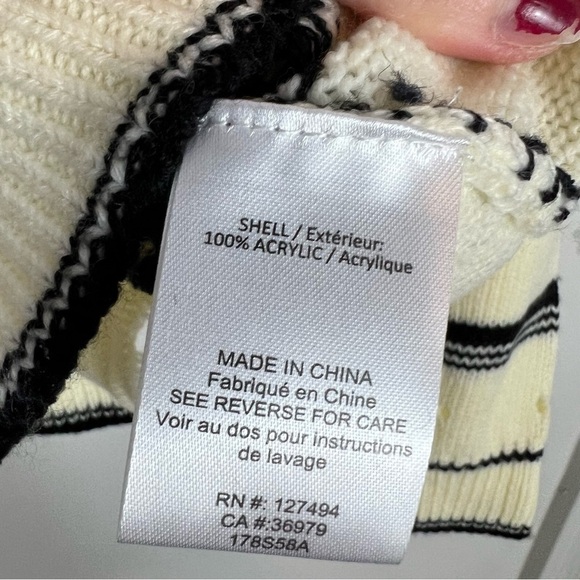 SHELL / Extérieur:
100% ACRYLIC / Acrylique
MADE IN CHINA
Fabriqué en Chine
SEE REVERSE FOR CARE
Voir au dos pour instructions
de lavage
RN #: 127494
CA #:36979
178S58A